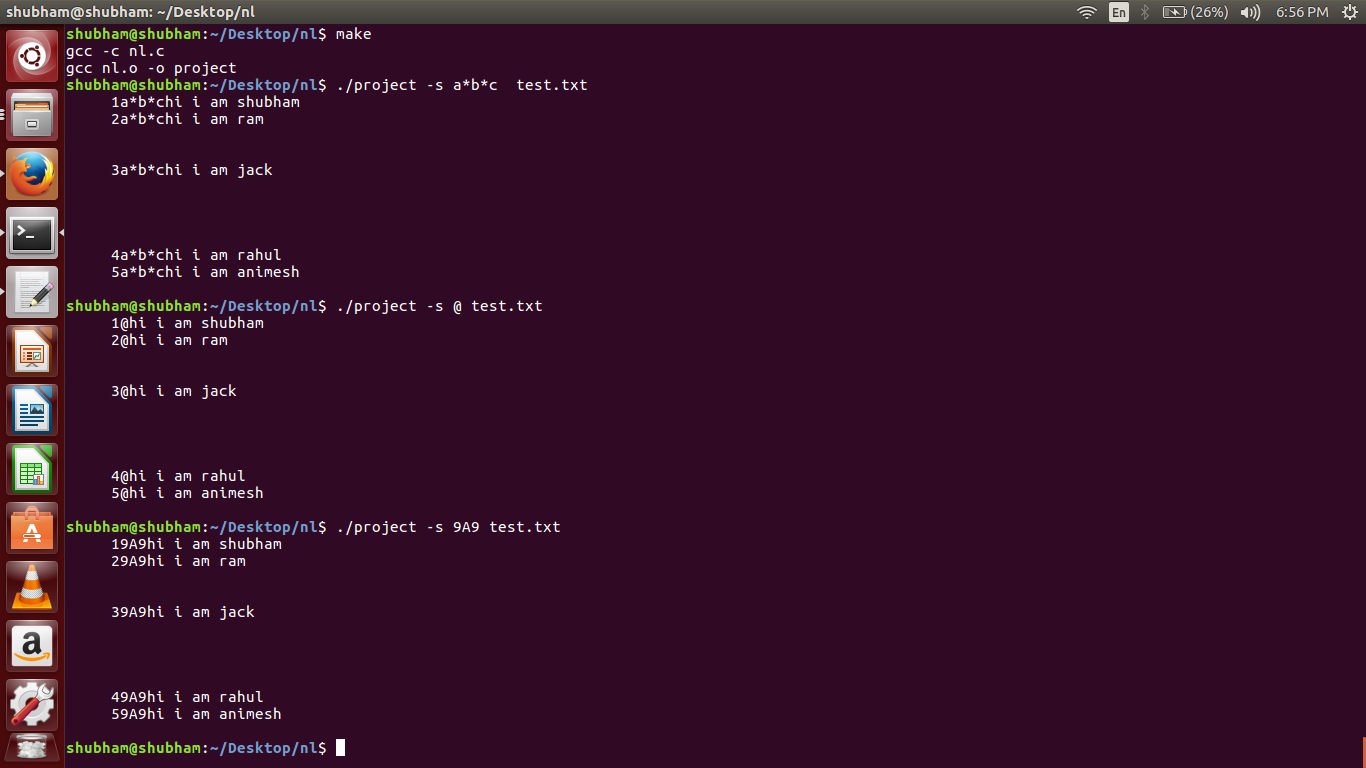 shubham@shubham: ~/Desktop/nl
En (26%) 6:56 PM
shubham@shubham:~/Desktop/nl$ make
gcc -c nl.c
gcc nl.o -o project
shubham@shubham:~/Desktop/nl$ ./project -s a*b*c  test.txt
     1a*b*chi i am shubham
     2a*b*chi i am ram
     3a*b*chi i am jack
     4a*b*chi i am rahul
     5a*b*chi i am animesh
shubham@shubham:~/Desktop/nl$ ./project -s @ test.txt
     1@hi i am shubham
     2@hi i am ram
     3@hi i am jack
     4@hi i am rahul
     5@hi i am animesh
shubham@shubham:~/Desktop/nl$ ./project -s 9A9 test.txt
     19A9hi i am shubham
     29A9hi i am ram
     39A9hi i am jack
     49A9hi i am rahul
     59A9hi i am animesh
shubham@shubham:~/Desktop/nl$